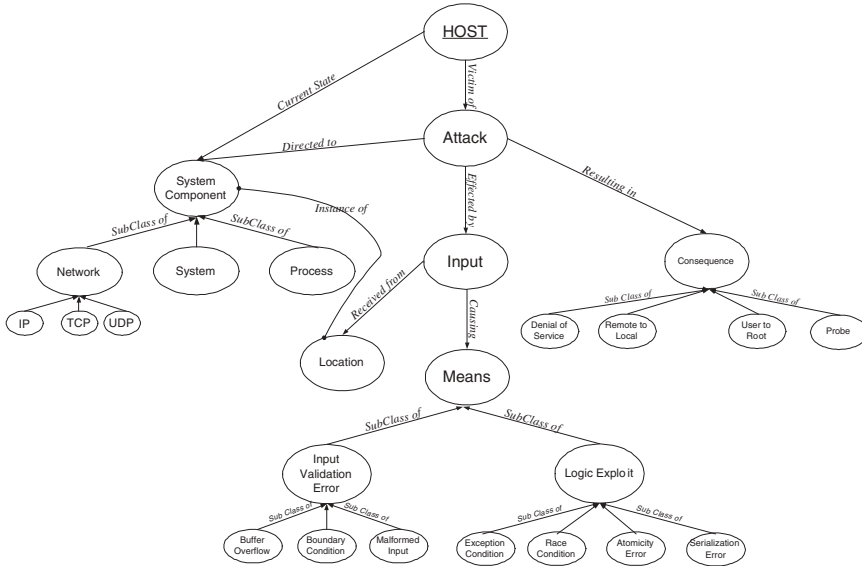 HOST
Current State
Victim of
Attack
Directed to
Resulting in
Effected by
System
Component
Instance of
SubClass of
SubClass of
Network
System
Process
Input
Consequence
Received from
Causing
Sub Class of
Sub Class of
IP
TCP
UDP
Denial of
Service
Remote to
Local
User to
Root
Probe
Location
Means
SubClass of
SubClass of
Input
Validation
Error
Logic Exploit
Sub Class of
Sub Class of
Sub Class of
Sub Class of
Buffer
Overflow
Boundary
Condition
Malformed
Input
Exception
Condition
Race
Condition
Atomicity
Error
Serialization
Error